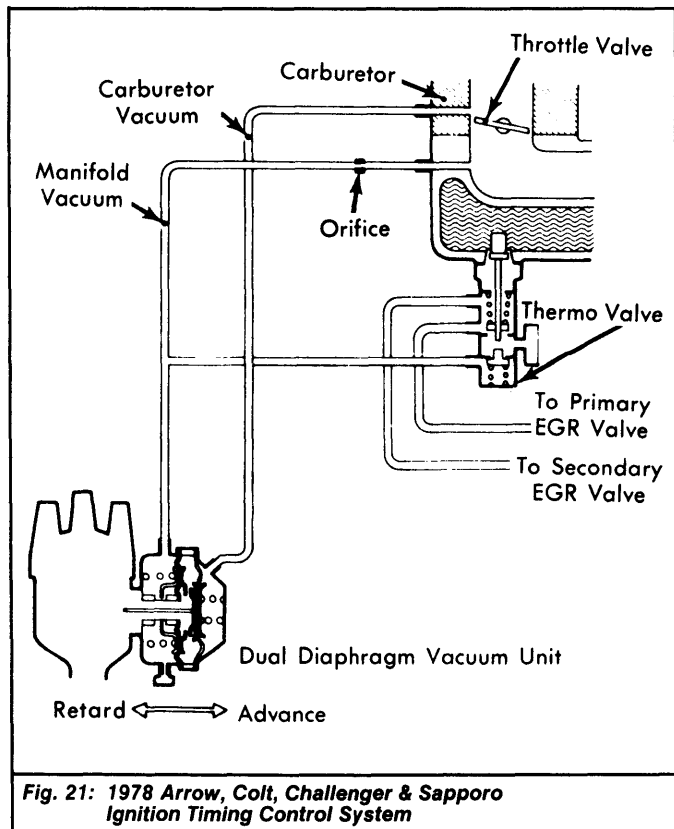 Throttle Valve
Carburetor
Carburetor
Vacuum
Manifold
Vacuum
Orifice
Thermo Valve
To Primary
EGR Valve
To Secondary
EGR Valve
Dual Diaphragm Vacuum Unit
Retard
Advance
Fig. 21: 1978 Arrow, Colt, Challenger & Sapporo
Ignition Timing Control System